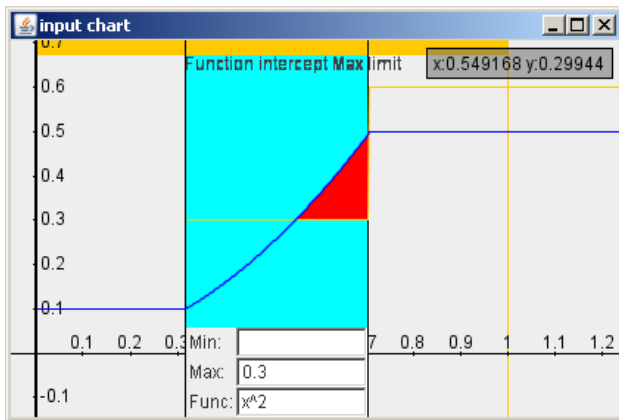 input chart
0.7
Function intercept Max limit
x:0.549168 y:0.29944
0.6
0.5
0.4
0.3
0.2
0.1
0.1 0.2 0.3 7 0.8 0.9 1 1.1 1.2
Min:
Max: 0.3
Func: x^2
-0.1